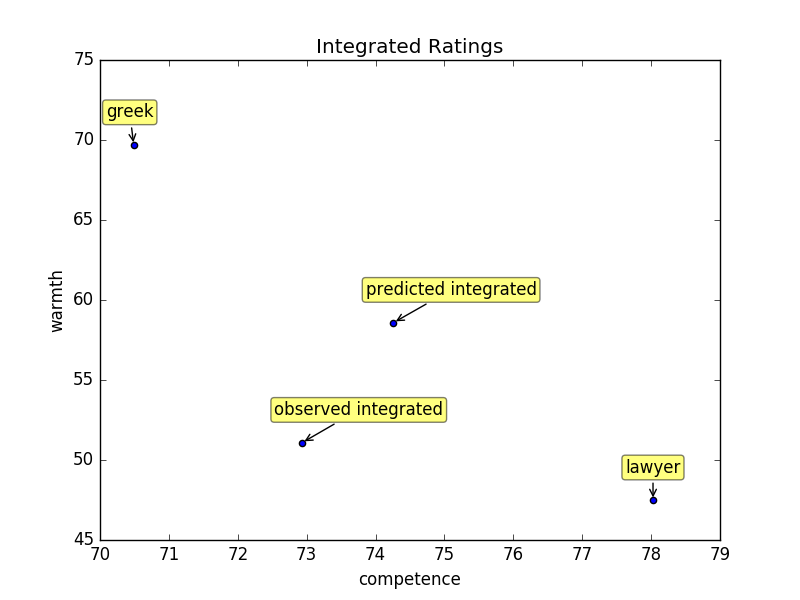 Integrated Ratings
75
greek
70
65
predicted integrated
60
warmth
55
observed integrated
50
lawyer
45
70 71 72 73 74 75 76 77 78 79
competence